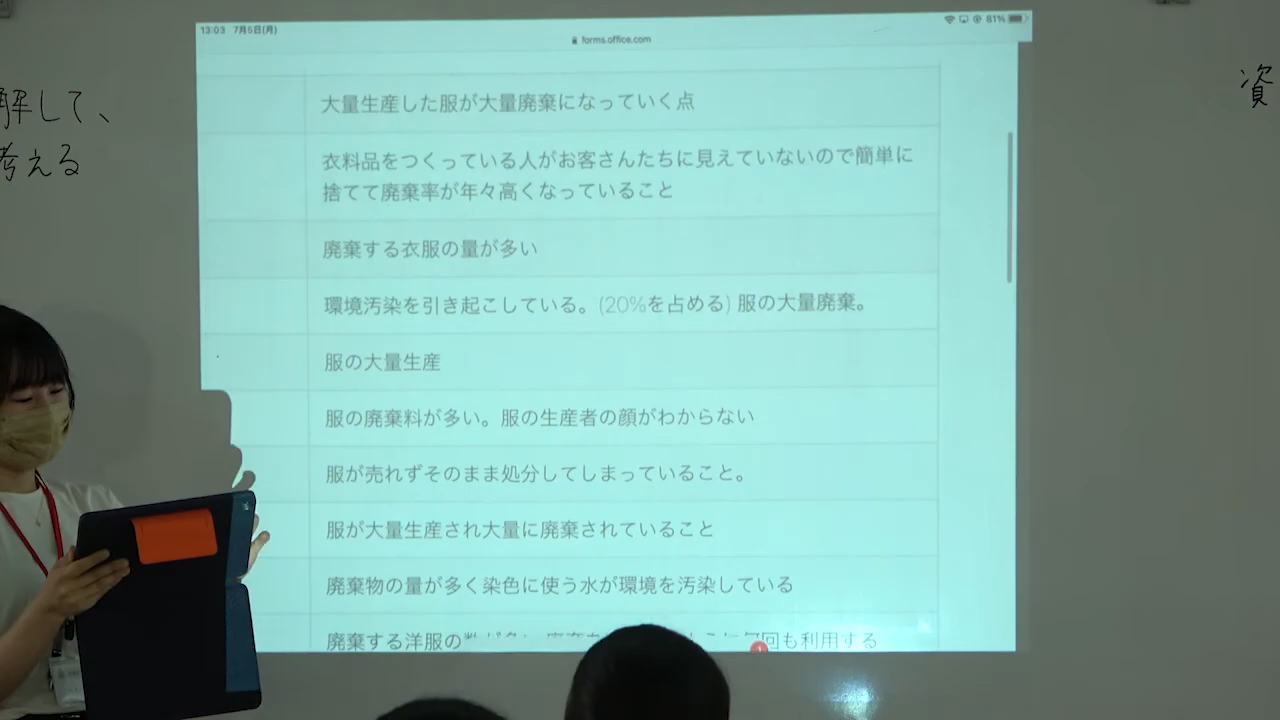 13:03 7月5日(月)
81%
forms.office.com
解して、
考える
資
大量生産した服が大量廃棄になっていく点
衣料品をつくっている人がお客さんたちに見えていないので簡単に
捨てて廃棄率が年々高くなっていること
廃棄する衣服の量が多い
環境汚染を引き起こしている。(20%を占める) 服の大量廃棄。
服の大量生産
服の廃棄料が多い。服の生産者の顔がわからない
服が売れずそのまま処分してしまっていること。
服が大量生産され大量に廃棄されていること
廃棄物の量が多く染色に使う水が環境を汚染している
廃棄する洋服の 何回も利用する